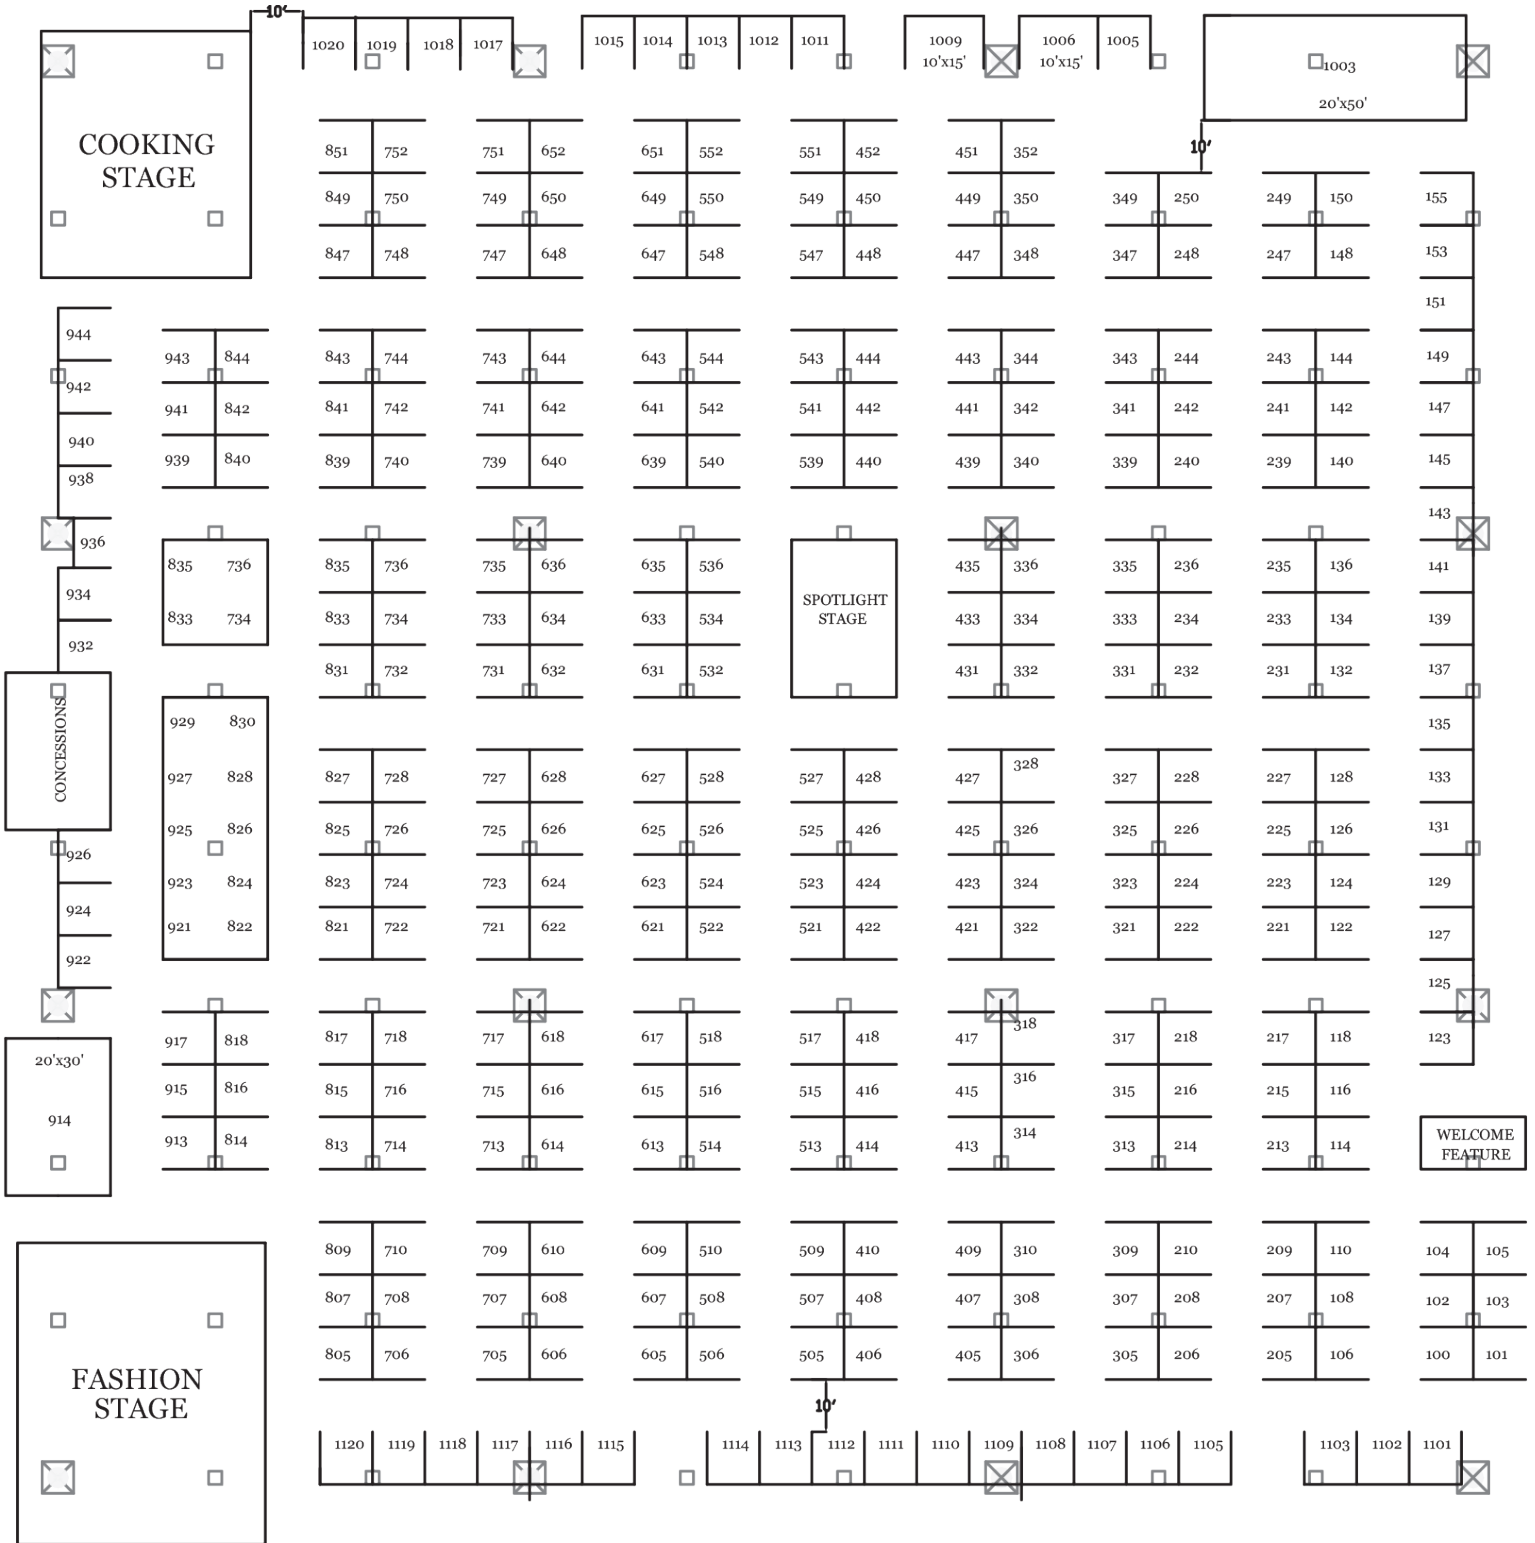 10'
1020 1019 1018 1017 1015 1014 1013 1012 1011 1009 1006 1005
10'x15' 10'x15' 1003
20'x50'
COOKING
STAGE
10'
851 752 751 652 651 552 551 452 451 352
849 750 749 650 649 550 549 450 449 350 349 250 249 150 155
847 748 747 648 647 548 547 448 447 348 347 248 247 148 153
151
944
943 844 843 744 743 644 643 544 543 444 443 344 343 244 243 144 149
942
941 842 841 742 741 642 641 542 541 442 441 342 341 242 241 142 147
940
939 840 839 740 739 640 639 540 539 440 439 340 339 240 239 140 145
938
143
936
835 736 835 736 735 636 635 536 435 336 335 236 235 136 141
934
SPOTLIGHT
STAGE
833 734 833 734 733 634 633 534 433 334 333 234 233 134 139
932
831 732 731 632 631 532 431 332 331 232 231 132 137
CONCESSIONS
929 830 135
927 828 827 728 727 628 627 528 527 428 427 328 327 228 227 128 133
925 826 825 726 725 626 625 526 525 426 425 326 325 226 225 126 131
926
923 824 823 724 723 624 623 524 523 424 423 324 323 224 223 124 129
924
921 822 821 722 721 622 621 522 521 422 421 322 321 222 221 122 127
922
125
917 818 817 718 717 618 617 518 517 418 417 318 317 218 217 118 123
20'x30'
915 816 815 716 715 616 615 516 515 416 415 316 315 216 215 116
914
913 814 813 714 713 614 613 514 513 414 413 314 313 214 213 114
WELCOME
FEATURE
809 710 709 610 609 510 509 410 409 310 309 210 209 110 104 105
807 708 707 608 607 508 507 408 407 308 307 208 207 108 102 103
805 706 705 606 605 506 505 406 405 306 305 206 205 106 100 101
FASHION
STAGE
10'
1120 1119 1118 1117 1116 1115 1114 1113 1112 1111 1110 1109 1108 1107 1106 1105 1103 1102 1101